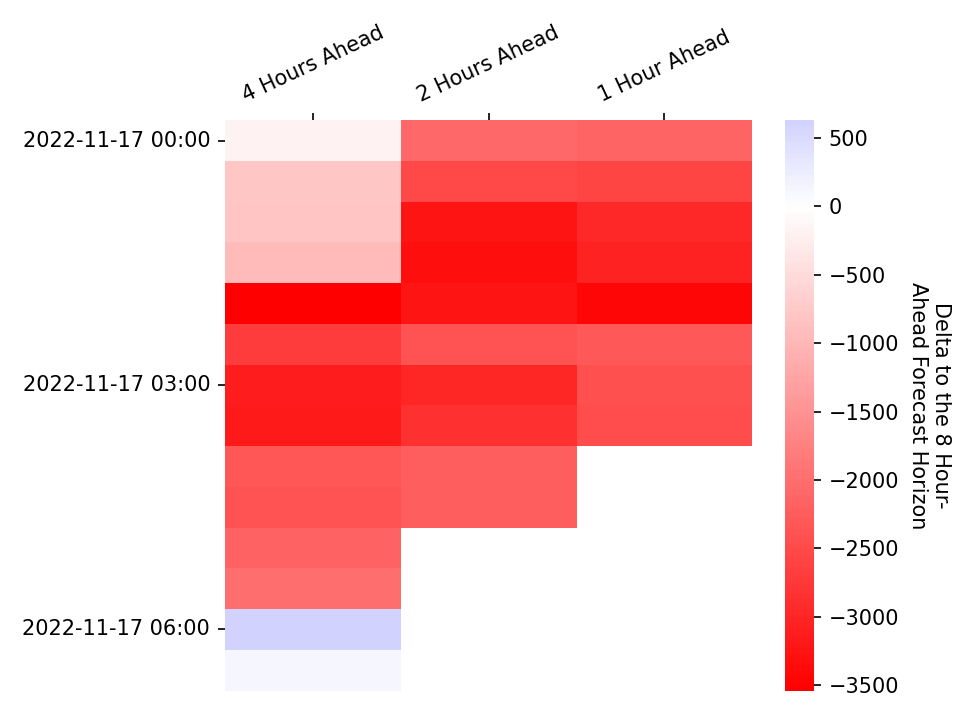 4 Hours Ahead
2 Hours Ahead
1 Hour Ahead
2022-11-17 00:00
2022-11-17 03:00
2022-11-17 06:00
500
0
−500
−1000
−1500
−2000
−2500
−3000
−3500
Delta to the 8 Hour-
Ahead Forecast Horizon